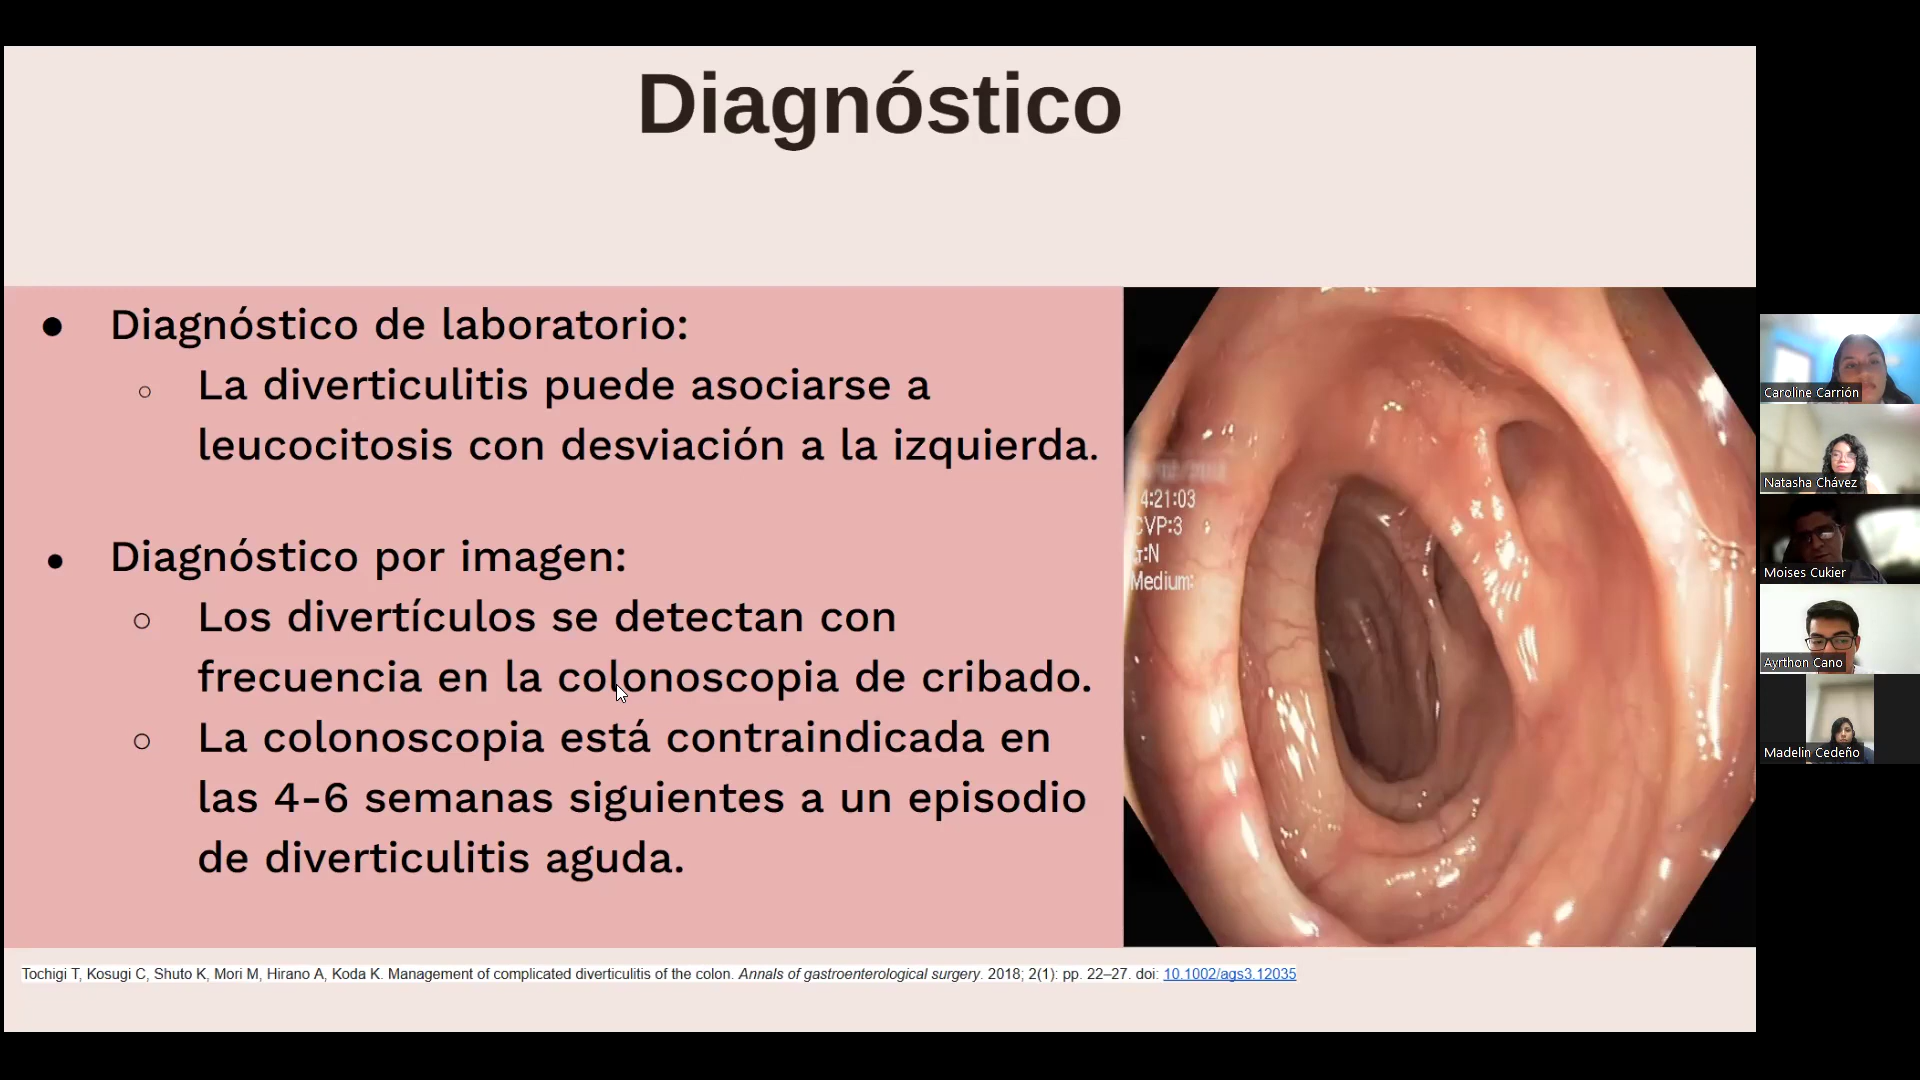 Diagnóstico
● Diagnóstico de laboratorio:
○ La diverticulitis puede asociarse a
leucocitosis con desviación a la izquierda.
● Diagnóstico por imagen:
○ Los divertículos se detectan con
frecuencia en la colonoscopia de cribado.
○ La colonoscopia está contraindicada en
las 4-6 semanas siguientes a un episodio
de diverticulitis aguda.
4:21:03
CVP:3
:N
Medium:
Tochigi T, Kosugi C, Shuto K, Mori M, Hirano A, Koda K. Management of complicated diverticulitis of the colon. Annals of gastroenterological surgery. 2018; 2(1): pp. 22–27. doi: 10.1002/ags3.12035
Caroline Carrión
Natasha Chávez
Moises Cukier
Ayrthon Cano
Madelin Cedeño